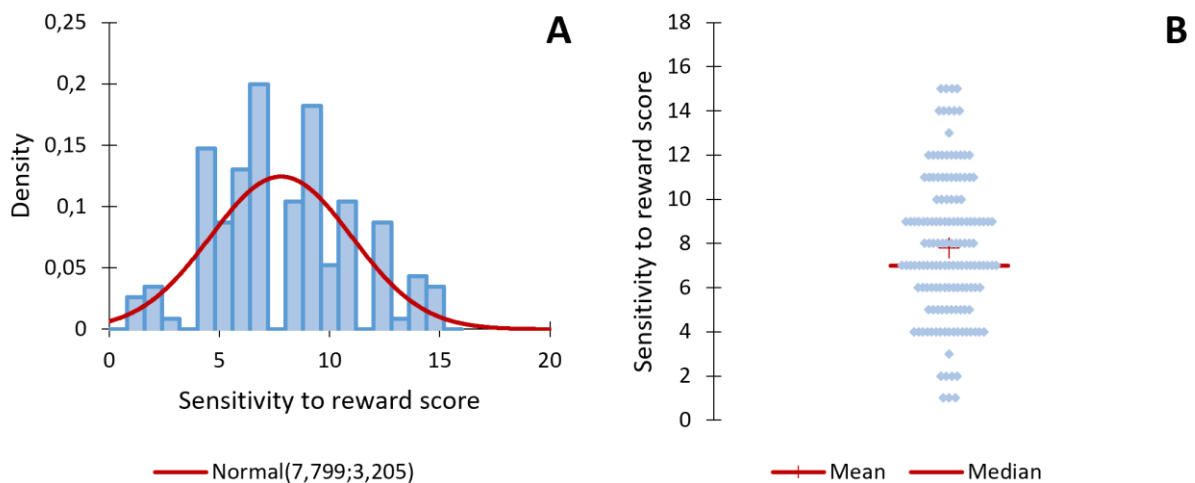 A
0,25
0,2
0,15
0,1
0,05
0
Density
0 5 10 15 20
Sensitivity to reward score
Normal(7,799;3,205)
B
18
16
14
12
10
8
6
4
2
0
Sensitivity to reward score
Mean Median